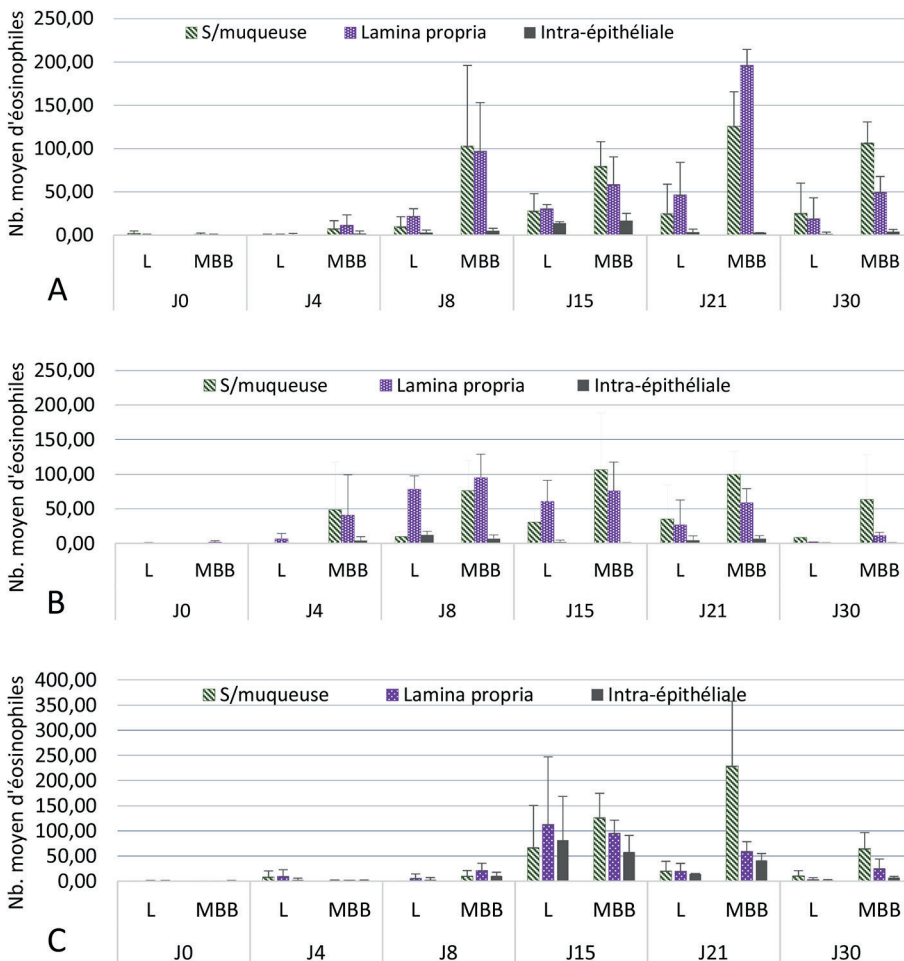 Nb. moyen d'éosinophiles
250,00
200,00
150,00
100,00
50,00
0,00
S/muqueuse Lamina propria Intra-épithéliale
L MBB L MBB L MBB L MBB L MBB L MBB
J0 J4 J8 J15 J21 J30
A
Nb. moyen d'éosinophiles
250,00
200,00
150,00
100,00
50,00
0,00
S/muqueuse Lamina propria Intra-épithéliale
L MBB L MBB L MBB L MBB L MBB L MBB
J0 J4 J8 J15 J21 J30
B
Nb. moyen d'éosinophiles
400,00
350,00
300,00
250,00
200,00
150,00
100,00
50,00
0,00
S/muqueuse Lamina propria Intra-épithéliale
L MBB L MBB L MBB L MBB L MBB L MBB
J0 J4 J8 J15 J21 J30
C